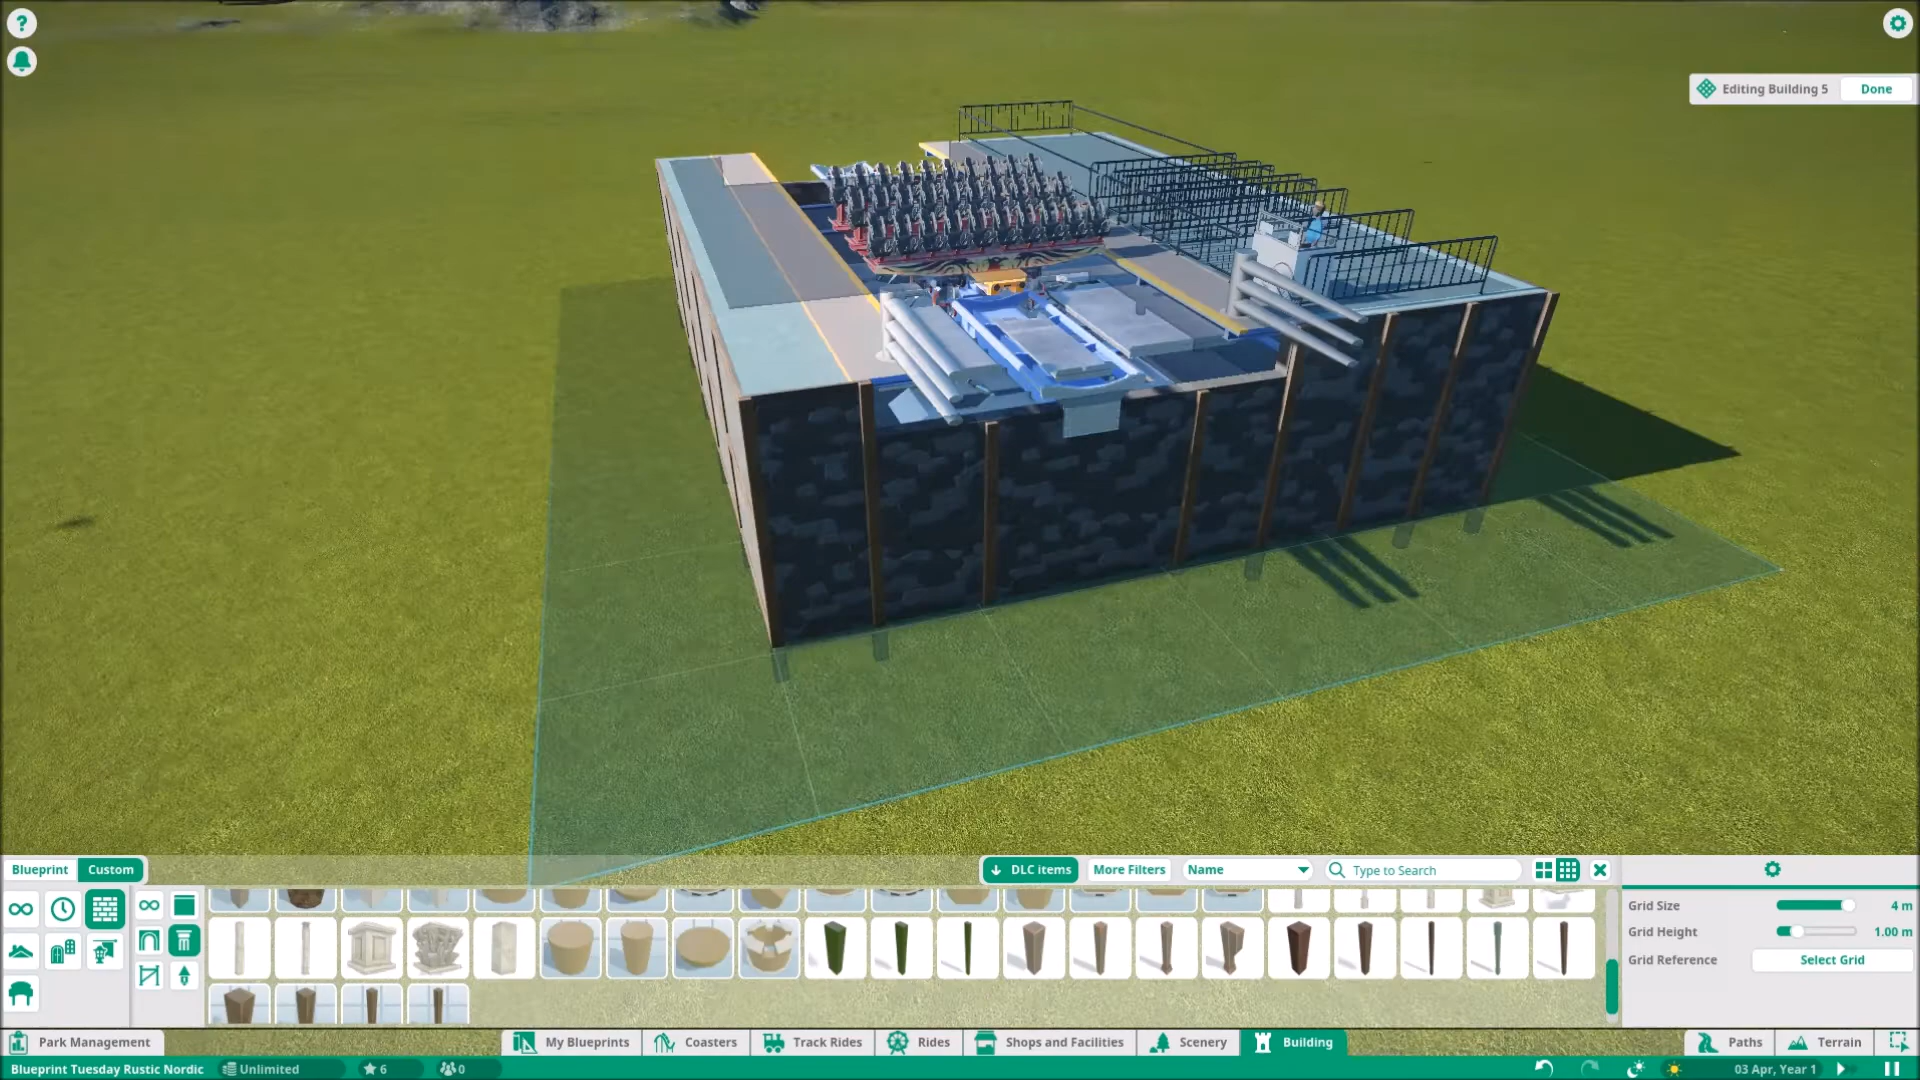 ?
Editing Building 5
Done
Blueprint
Custom
DLC items
More Filters
Name
Type to Search
Grid Size
4 m
Grid Height
1.00 m
Grid Reference
Select Grid
Park Management
My Blueprints
Coasters
Track Rides
Rides
Shops and Facilities
Scenery
Building
Paths
Terrain
Blueprint Tuesday Rustic Nordic
Unlimited
6
0
03 Apr, Year 1